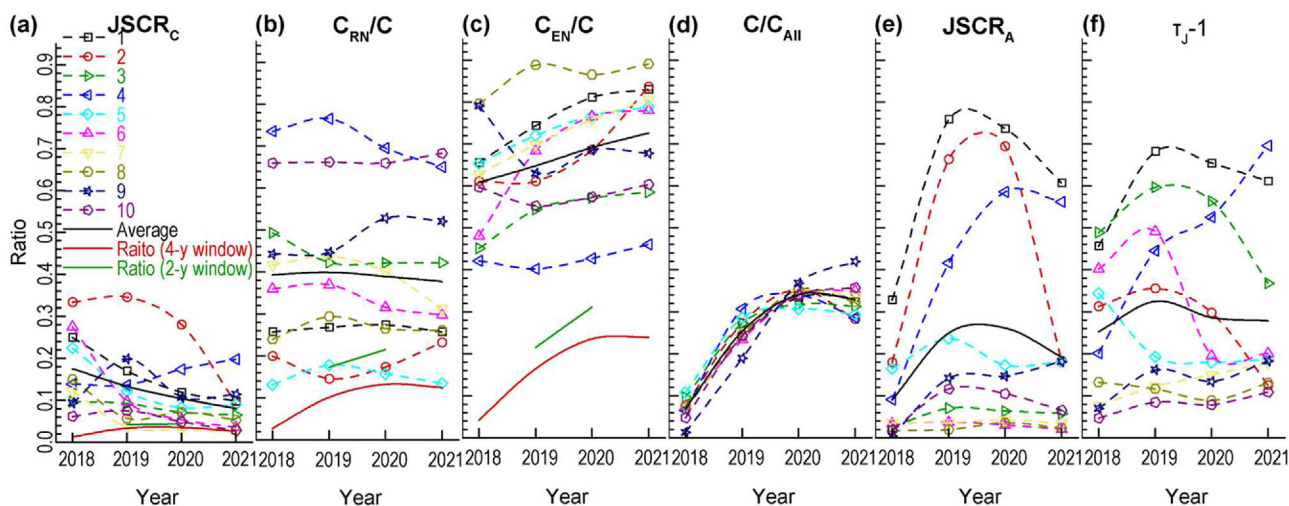 (a) JSCR_C
(b) C_RN/C
(c) C_EN/C
(d) C/C_All
(e) JSCR_A
(f) τ_J-1
Ratio
0.9
0.8
0.7
0.6
0.5
0.4
0.3
0.2
0.1
0.0
1
2
3
4
5
6
7
8
9
10
Average
Raito (4-y window)
Ratio (2-y window)
2018 2019 2020 2021
2018 2019 2020 2021
2018 2019 2020 2021
2018 2019 2020 2021
2018 2019 2020 2021
2018 2019 2020 2021
Year Year Year Year Year Year